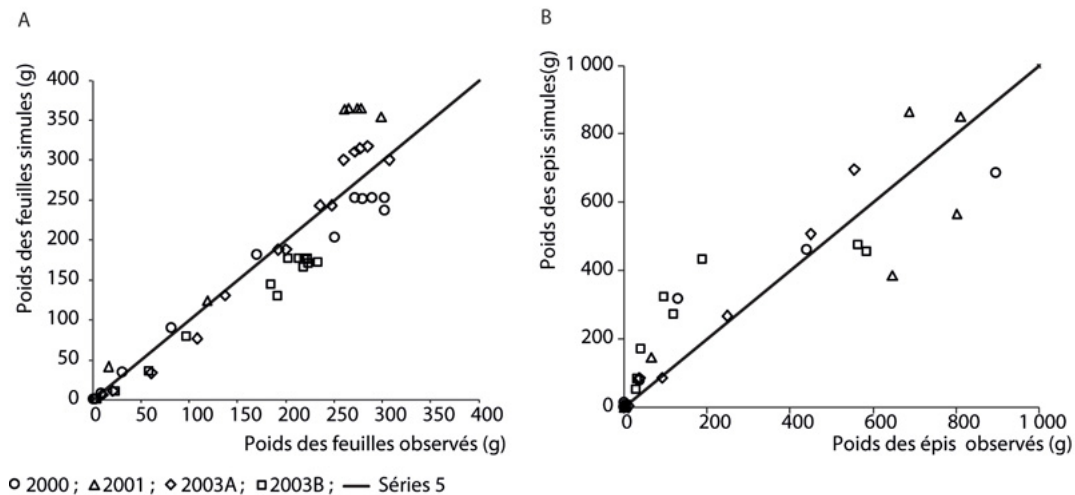 A
Poids des feuilles simules (g)
400
350
300
250
200
150
100
50
0
0 50 100 150 200 250 300 350 400
Poids des feuilles observés (g)
B
Poids des epis simules(g)
1 000
800
600
400
200
0
0 200 400 600 800 1 000
Poids des épis observés (g)
2000 ; 2001 ; 2003A ; 2003B ; Séries 5